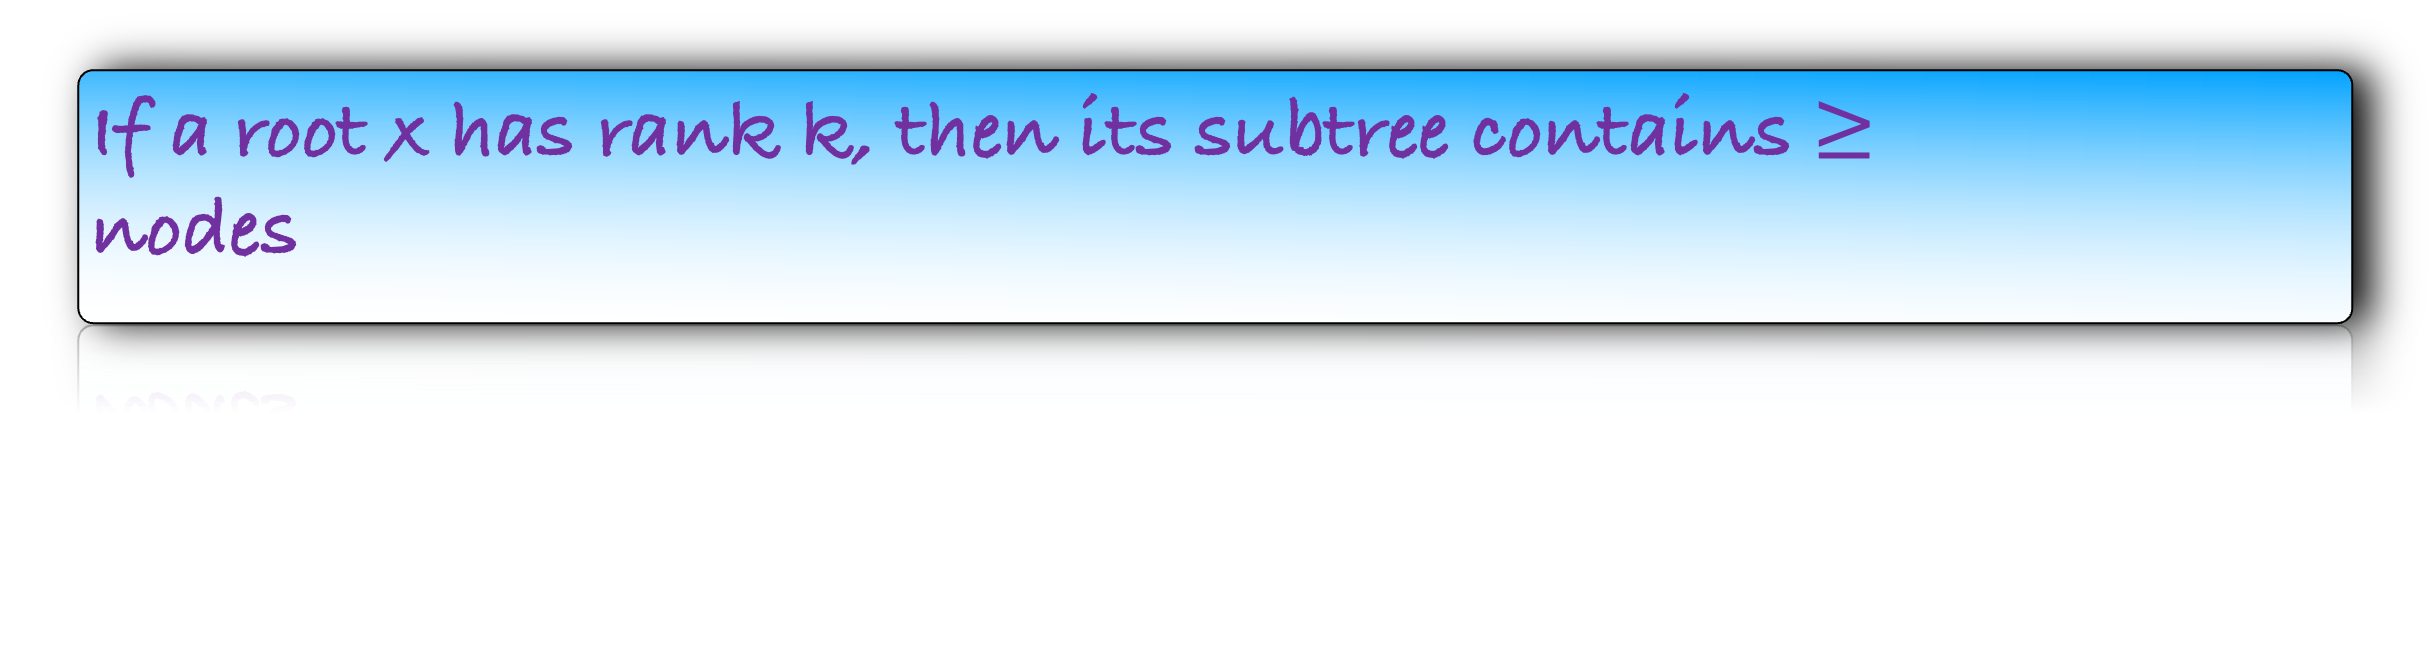 If a root x has rank k, then its subtree contains ≥
nodes